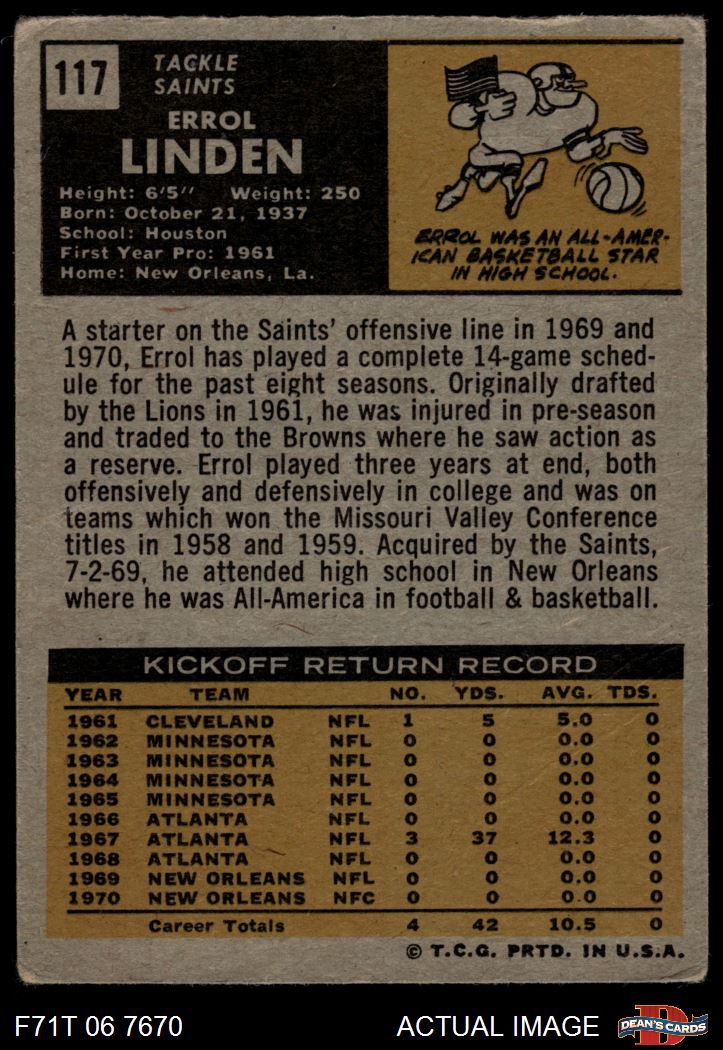 117
TACKLE
SAINTS
ERROL
LINDEN
Height: 6'5" Weight: 250
Born: October 21, 1937
School: Houston
First Year Pro: 1961
Home: New Orleans, La.
ERROL WAS AN ALL-AMER-
ICAN BASKETBALL STAR
IN HIGH SCHOOL.
A starter on the Saints' offensive line in 1969 and
1970, Errol has played a complete 14-game sched-
ule for the past eight seasons. Originally drafted
by the Lions in 1961, he was injured in pre-season
and traded to the Browns where he saw action as
a reserve. Errol played three years at end, both
offensively and defensively in college and was on
teams which won the Missouri Valley Conference
titles in 1958 and 1959. Acquired by the Saints,
7-2-69, he attended high school in New Orleans
where he was All-America in football & basketball.
KICKOFF RETURN RECORD
YEAR TEAM NO. YDS. AVG. TDS.
1961 CLEVELAND NFL 1 5 5.0 0
1962 MINNESOTA NFL 0 0 0.0 0
1963 MINNESOTA NFL 0 0 0.0 0
1964 MINNESOTA NFL 0 0 0.0 0
1965 MINNESOTA NFL 0 0 0.0 0
1966 ATLANTA NFL 0 0 0.0 0
1967 ATLANTA NFL 3 37 12.3 0
1968 ATLANTA NFL 0 0 0.0 0
1969 NEW ORLEANS NFL 0 0 0.0 0
1970 NEW ORLEANS NFC 0 0 0.0 0
Career Totals 4 42 10.5 0
© T.C.G. PRTD. IN U.S.A.
F71T 06 7670 ACTUAL IMAGE D DEAN'S CARDS